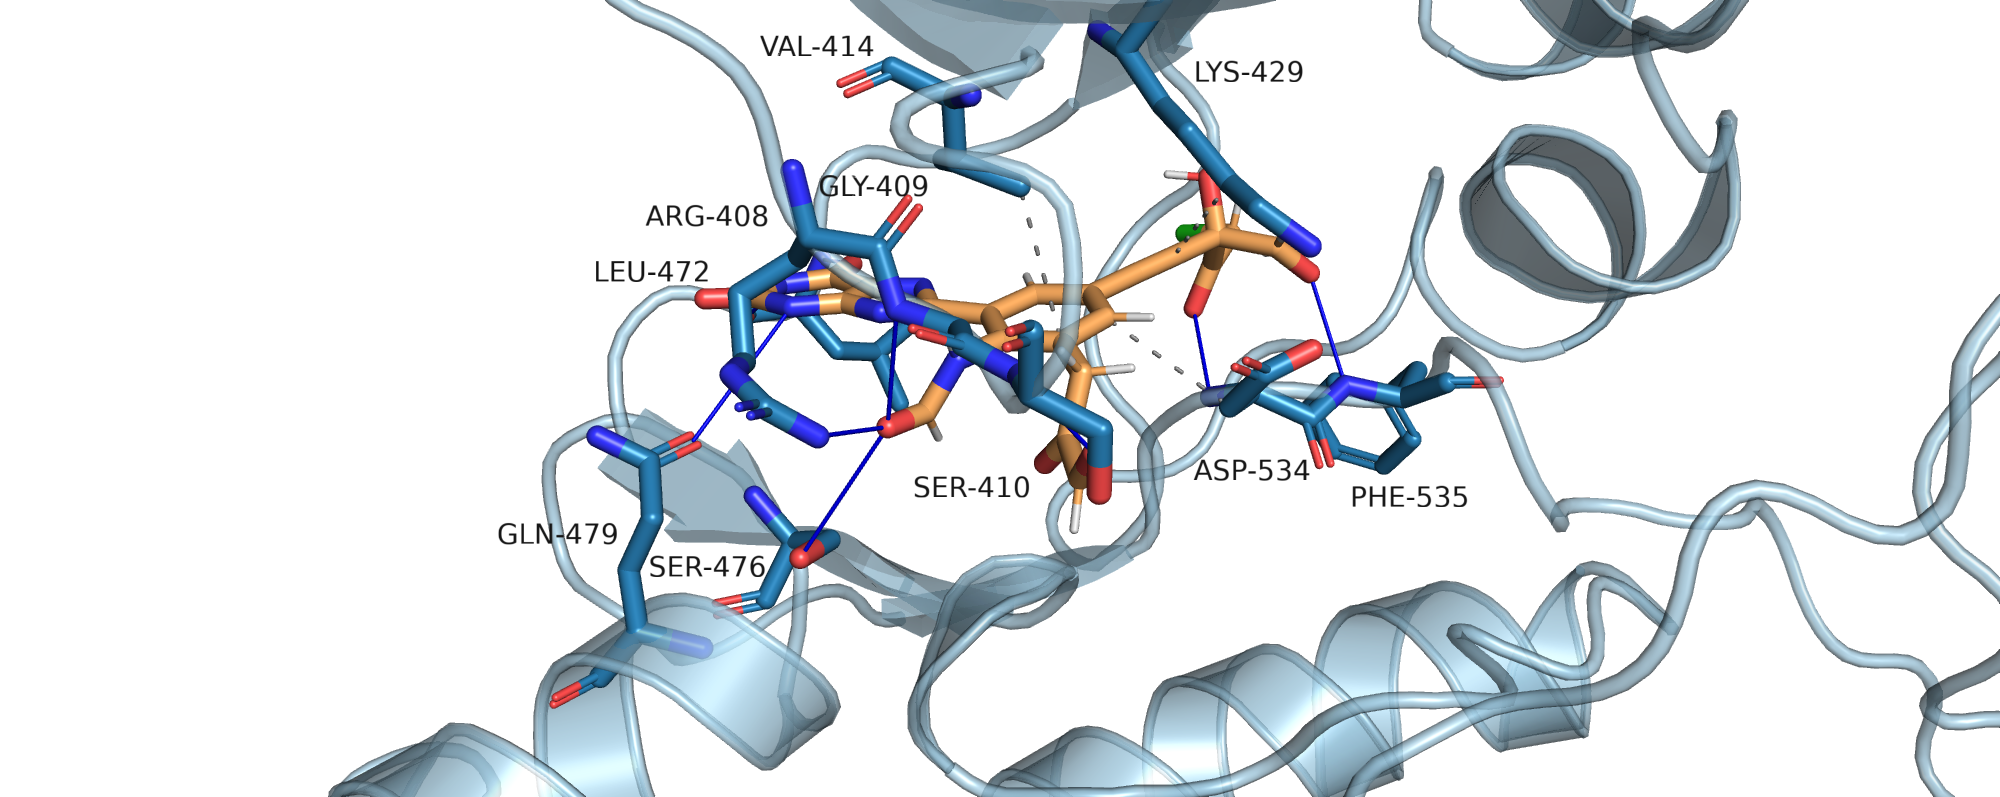 VAL-414
LYS-429
GLY-409
ARG-408
LEU-472
ASP-534
SER-410
PHE-535
GLN-479
SER-476